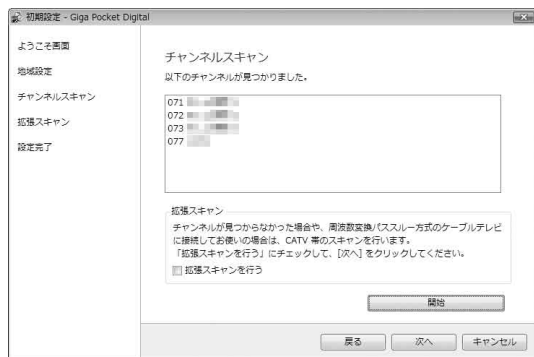 初期設定 - Giga Pocket Digital
ようこそ画面
地域設定
チャンネルスキャン
拡張スキャン
設定完了
チャンネルスキャン
以下のチャンネルが見つかりました。
071
072
073
077
拡張スキャン
チャンネルが見つからなかった場合や、周波数変換パススルー方式のケーブルテレビ
に接続してお使いの場合は、CATV 帯のスキャンを行います。
「拡張スキャンを行う」にチェックして、[次へ] をクリックしてください。
拡張スキャンを行う
開始
戻る
次へ
キャンセル